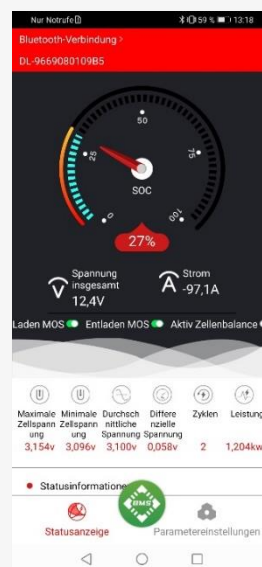 Nur Notrufe
59 % 13:18
Bluetooth-Verbindung >
DL-9669080109B5
50
25
75
SOC
0
100
27%
Spannung insgesamt
V
12,4V
Strom
A
-97,1A
Laden MOS Entladen MOS Aktiv Zellenbalance
Maximale Zellspann ung
3,154v
Minimale Zellspann ung
3,096v
Durchsch nittliche Spannung
3,100v
Differe nzielle Spannung
0,058v
Zyklen
2
Leistung
1,204kw
Statusinformatione
BMS
Statusanzeige
Parametereinstellungen